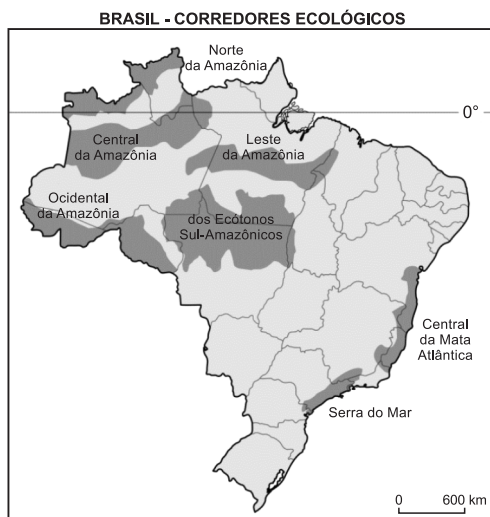 BRASIL - CORREDORES ECOLÓGICOS
Norte
da Amazônia
0°
Central
da Amazônia
Leste
da Amazônia
Ocidental
da Amazônia
dos Ecótonos
Sul-Amazônicos
Central
da Mata
Atlântica
Serra do Mar
0 600 km